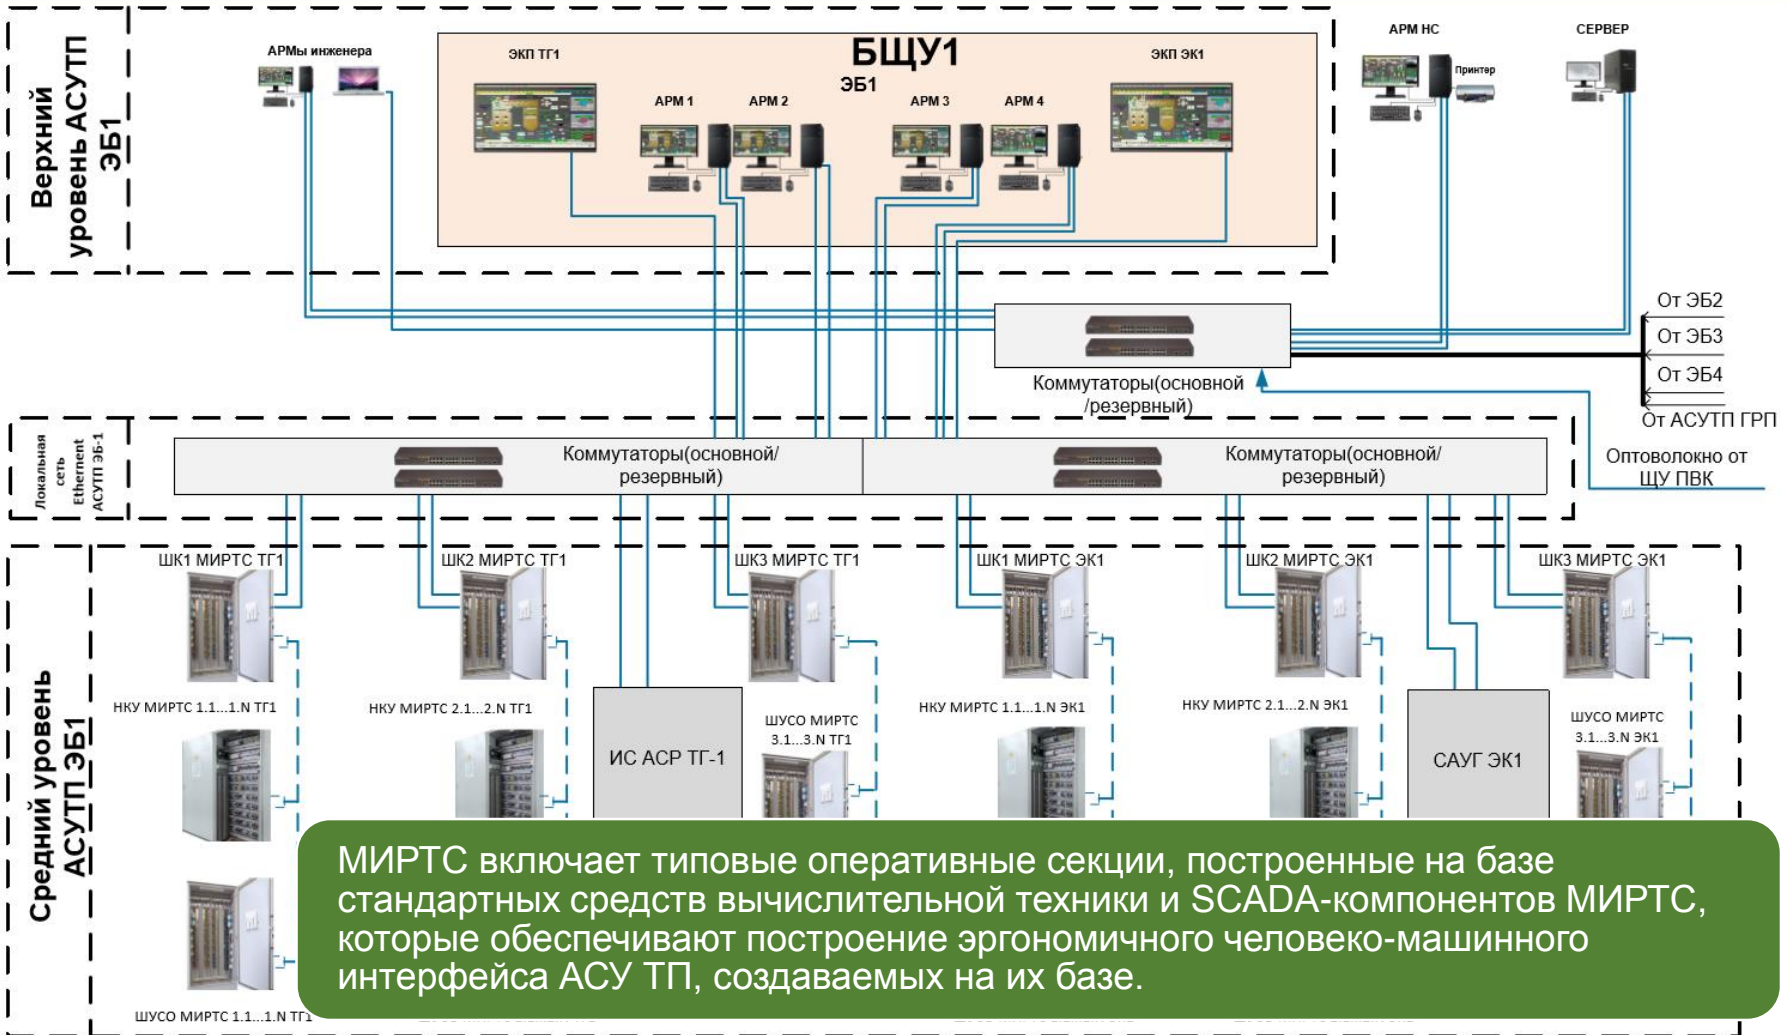 Верхний
уровень АСУТП
ЭБ1
АРМы инженера
БЩУ1
ЭБ1
ЭКП ТГ1
АРМ 1
АРМ 2
АРМ 3
АРМ 4
ЭКП ЭК1
АРМ НС
Принтер
СЕРВЕР
От ЭБ2
От ЭБ3
От ЭБ4
От АСУТП ГРП
Коммутаторы(основной
/резервный)
Оптоволокно от
ЩУ ПВК
Локальная
сеть
Ethernent
АСУТП ЭБ-1
Коммутаторы(основной/
резервный)
Коммутаторы(основной/
резервный)
Средний уровень
АСУТП ЭБ1
ШК1 МИРТС ТГ1
ШК2 МИРТС ТГ1
ШК3 МИРТС ТГ1
ШК1 МИРТС ЭК1
ШК2 МИРТС ЭК1
ШК3 МИРТС ЭК1
НКУ МИРТС 1.1...1.N ТГ1
НКУ МИРТС 2.1...2.N ТГ1
ИС АСР ТГ-1
ШУСО МИРТС
3.1...3.N ТГ1
НКУ МИРТС 1.1...1.N ЭК1
НКУ МИРТС 2.1...2.N ЭК1
САУГ ЭК1
ШУСО МИРТС
3.1...3.N ЭК1
МИРТС включает типовые оперативные секции, построенные на базе
стандартных средств вычислительной техники и SCADA-компонентов МИРТС,
которые обеспечивают построение эргономичного человеко-машинного
интерфейса АСУ ТП, создаваемых на их базе.
ШУСО МИРТС 1.1...1.N ТГ1